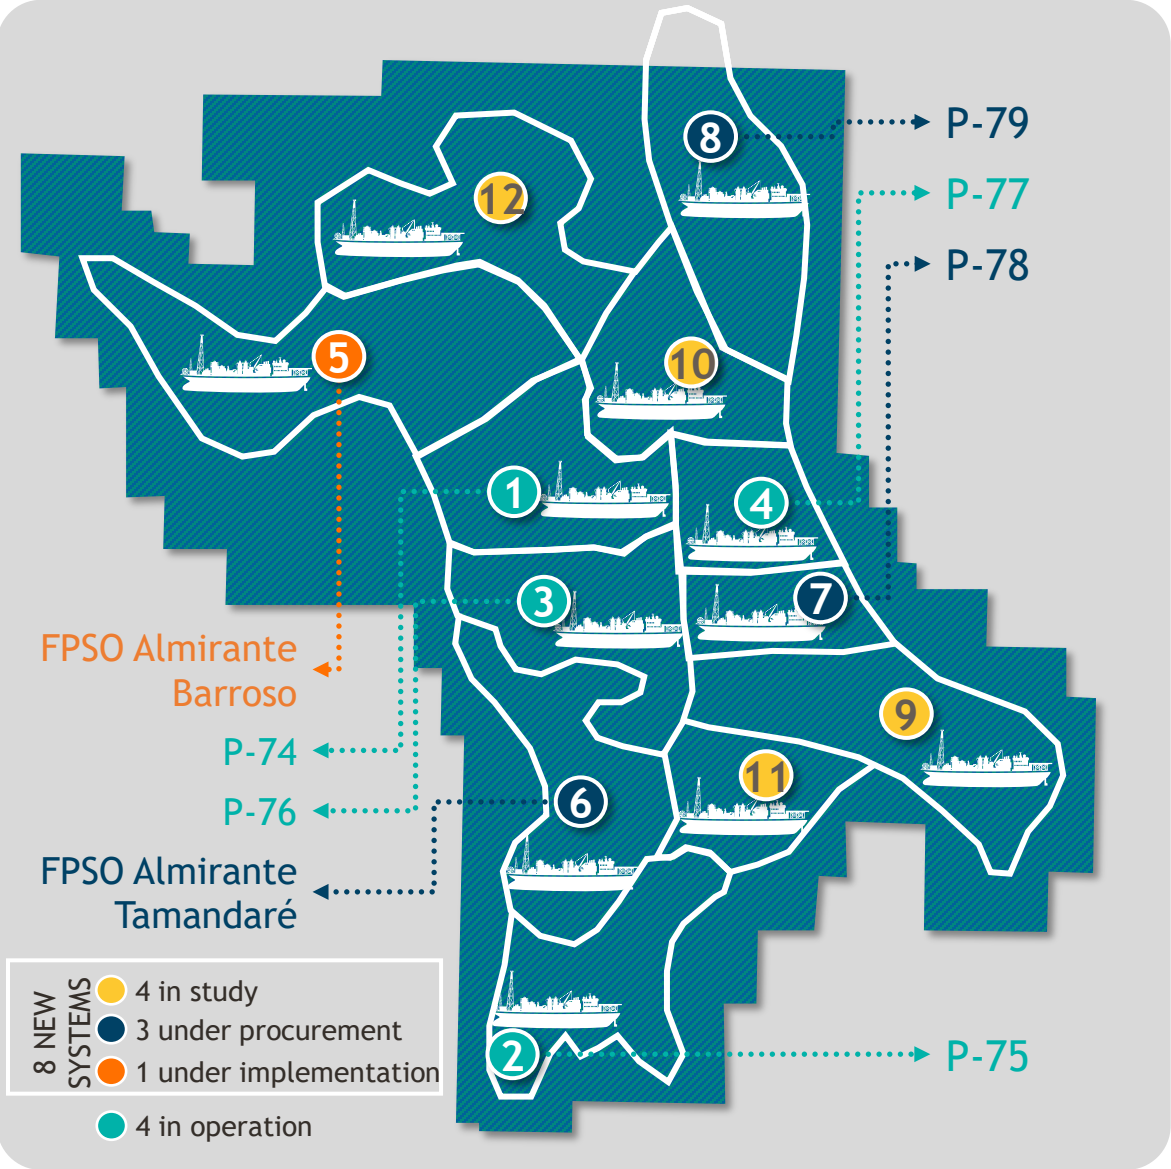 8
P-79
12
P-77
P-78
5
10
1
4
3
7
FPSO Almirante
Barroso
9
P-74
11
P-76
6
FPSO Almirante
Tamandaré
8 NEW
SYSTEMS
4 in study
3 under procurement
1 under implementation
2
P-75
4 in operation